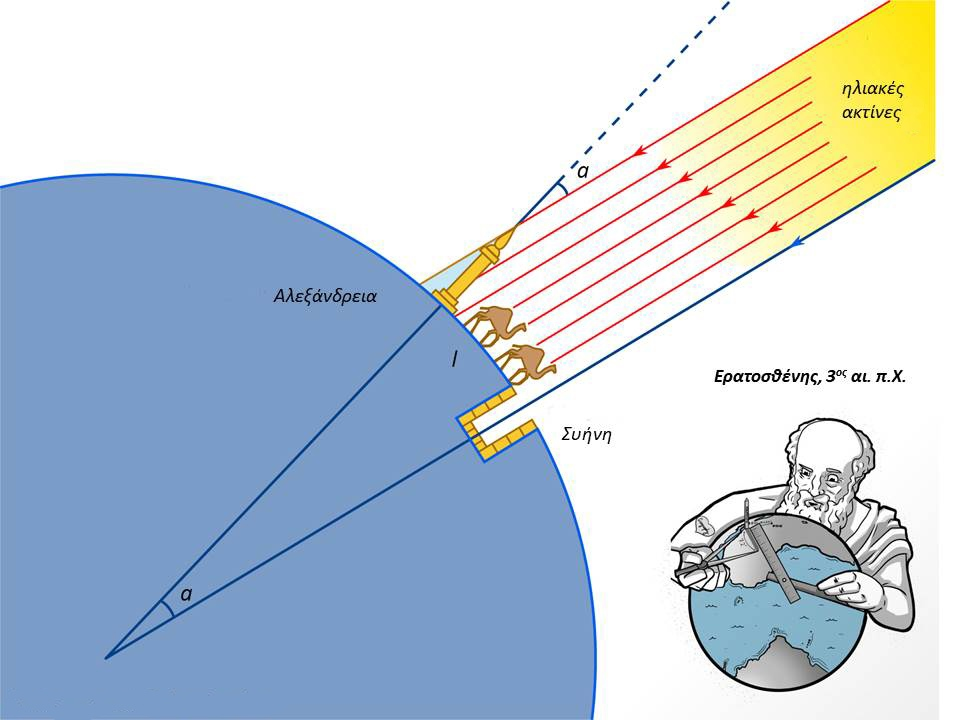 ηλιακές
ακτίνες
α
Αλεξάνδρεια
l
Ερατοσθένης, 3ος αι. π.Χ.
Συήνη
α